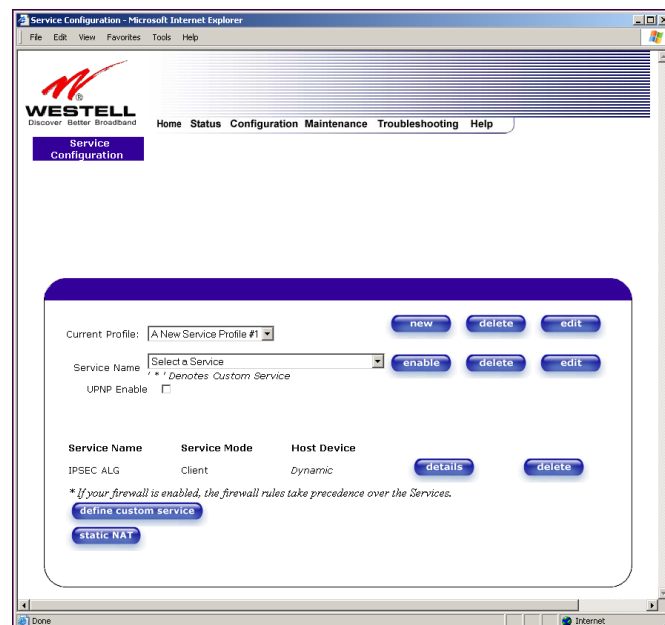 Service Configuration - Microsoft Internet Explorer
File Edit View Favorites Tools Help
WESTELL
®
Discover Better Broadband
Home Status Configuration Maintenance Troubleshooting Help
Service
Configuration
Current Profile: A New Service Profile #1 new delete edit
Service Name Select a Service enable delete edit
' * ' Denotes Custom Service
UPNP Enable
Service Name Service Mode Host Device
IPSEC ALG Client Dynamic details delete
* If your firewall is enabled, the firewall rules take precedence over the Services.
define custom service
static NAT
Done Internet